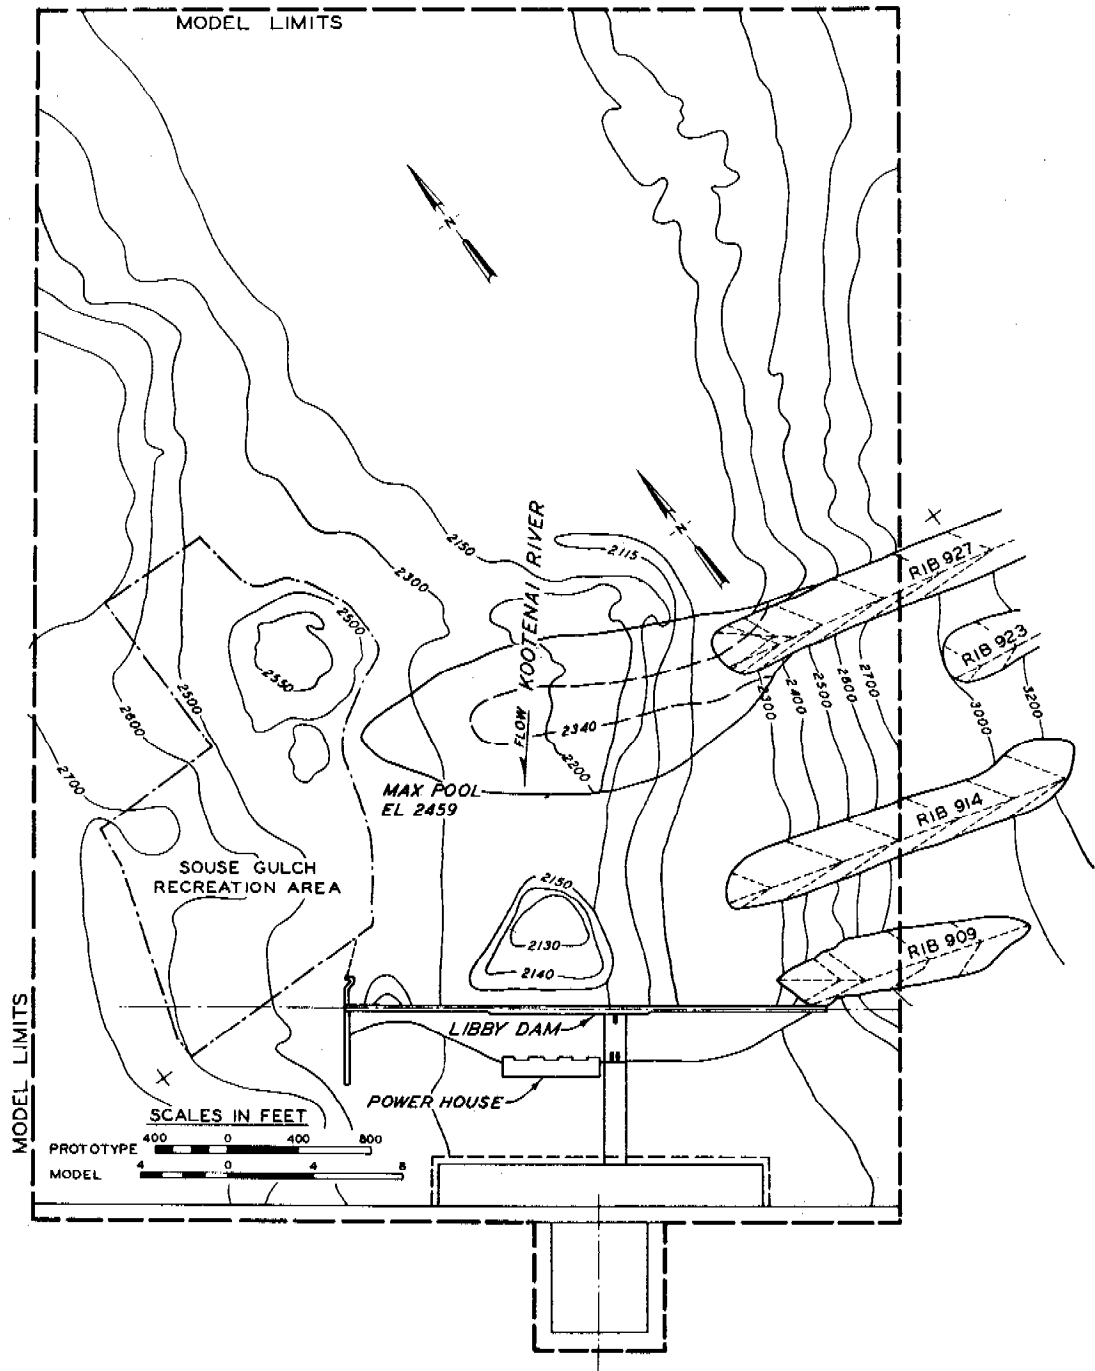 MODEL LIMITS
N
N
KOOTENAI RIVER
FLOW
2150
2115
2300
RIB 927
2500
2550
RIB 923
2500
2600
2700
2340
2200
2300
2400
2500
2600
2700
3000
3200
MAX POOL
EL 2459
RIB 914
SOUSE GULCH
RECREATION AREA
2150
2130
2140
RIB 909
LIBBY DAM
POWER HOUSE
MODEL LIMITS
SCALES IN FEET
PROTOTYPE 400 0 400 800
MODEL 4 0 4 8